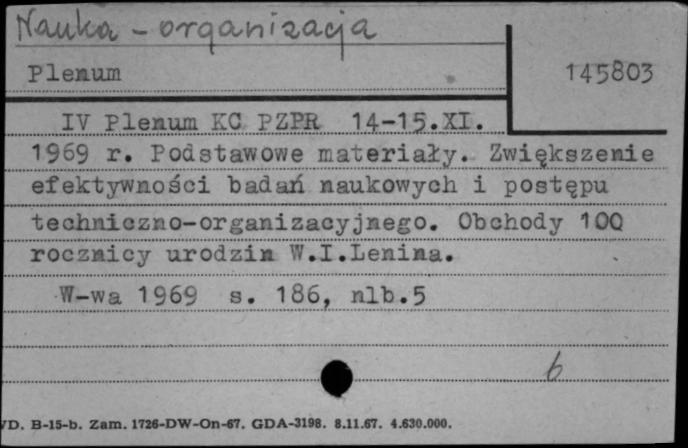 Nauka - organizacja
Plenum
145803
IV Plenum KC PZPR 14-15.XI.
1969 r. Podstawowe materiały. Zwiększenie
efektywności badań naukowych i postępu
techniczno-organizacyjnego. Obchody 100
rocznicy urodzin W.I.Lenina.
W-wa 1969 s. 186, nlb.5
6
VD. B-15-b. Zam. 1726-DW-On-67. GDA-3198. 8.11.67. 4.630.000.